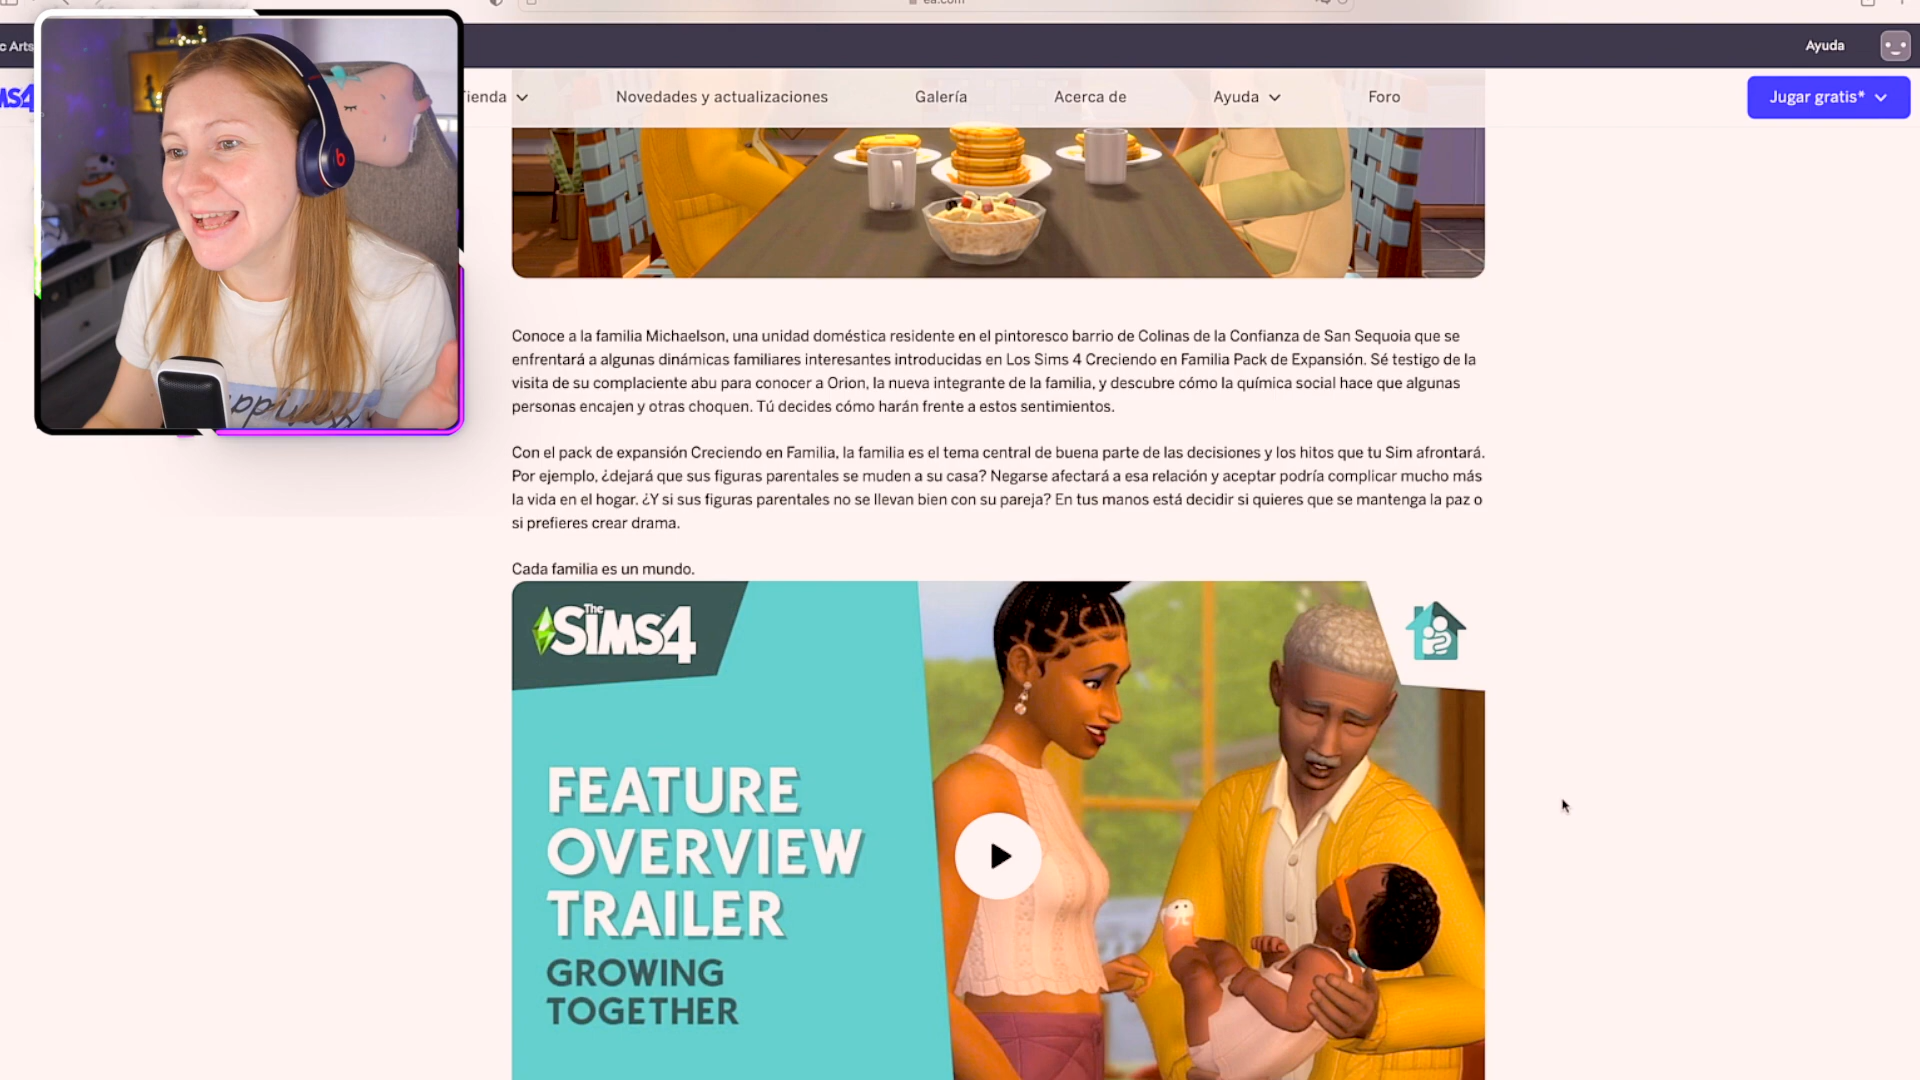 ea.com
c Arts
Ayuda
MS4
ienda
Novedades y actualizaciones
Galería
Acerca de
Ayuda
Foro
Jugar gratis*
Conoce a la familia Michaelson, una unidad doméstica residente en el pintoresco barrio de Colinas de la Confianza de San Sequoia que se
enfrentará a algunas dinámicas familiares interesantes introducidas en Los Sims 4 Creciendo en Familia Pack de Expansión. Sé testigo de la
visita de su complaciente abu para conocer a Orion, la nueva integrante de la familia, y descubre cómo la química social hace que algunas
personas encajen y otras choquen. Tú decides cómo harán frente a estos sentimientos.
Con el pack de expansión Creciendo en Familia, la familia es el tema central de buena parte de las decisiones y los hitos que tu Sim afrontará.
Por ejemplo, ¿dejará que sus figuras parentales se muden a su casa? Negarse afectará a esa relación y aceptar podría complicar mucho más
la vida en el hogar. ¿Y si sus figuras parentales no se llevan bien con su pareja? En tus manos está decidir si quieres que se mantenga la paz o
si prefieres crear drama.
Cada familia es un mundo.
The
SIMS4
FEATURE
OVERVIEW
TRAILER
GROWING
TOGETHER